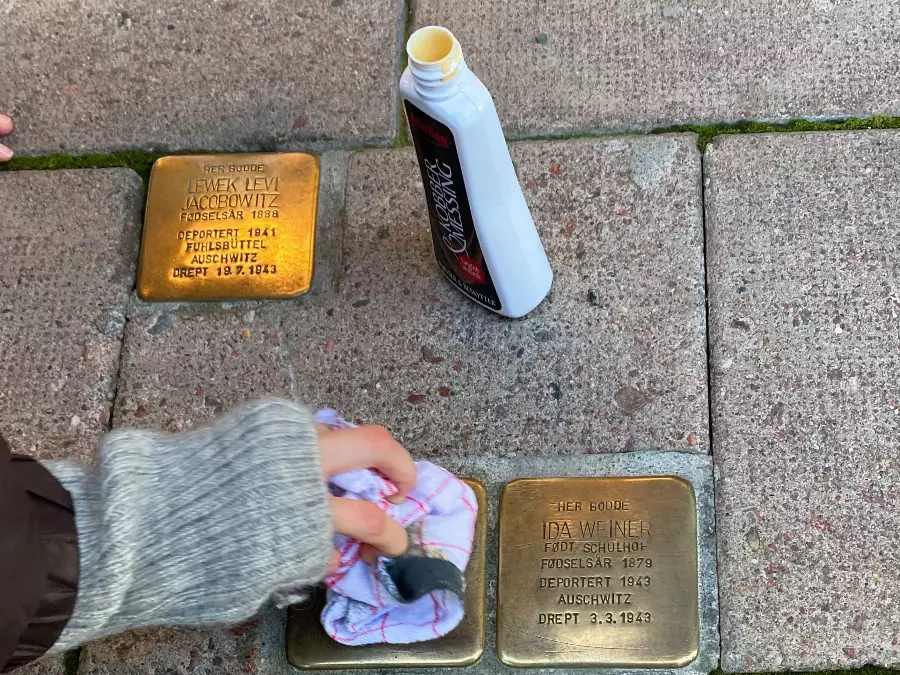 HER BODDE
LEWEK LEVI
JACOBOWITZ
FØDSELSÅR 1888
DEPORTERT 1941
FUHLSBÜTTEL
AUSCHWITZ
DREPT 19.7.1943
KOBBER
MESSING
HER BODDE
IDA WEINER
FØDT SCHULHOF
FØDSELSÅR 1879
DEPORTERT 1943
AUSCHWITZ
DREPT 3.3.1943